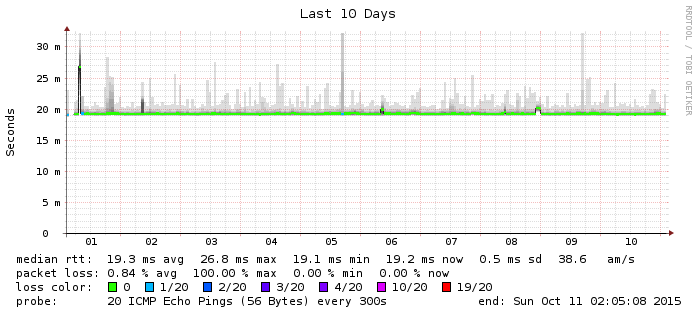 Last 10 Days
RRDTOOL / TOBI OETIKER
Seconds
30 m
25 m
20 m
15 m
10 m
5 m
0
01 02 03 04 05 06 07 08 09 10
median rtt: 19.3 ms avg 26.8 ms max 19.1 ms min 19.2 ms now 0.5 ms sd 38.6 am/s
packet loss: 0.84 % avg 100.00 % max 0.00 % min 0.00 % now
loss color: 0 1/20 2/20 3/20 4/20 10/20 19/20
probe: 20 ICMP Echo Pings (56 Bytes) every 300s end: Sun Oct 11 02:05:08 2015